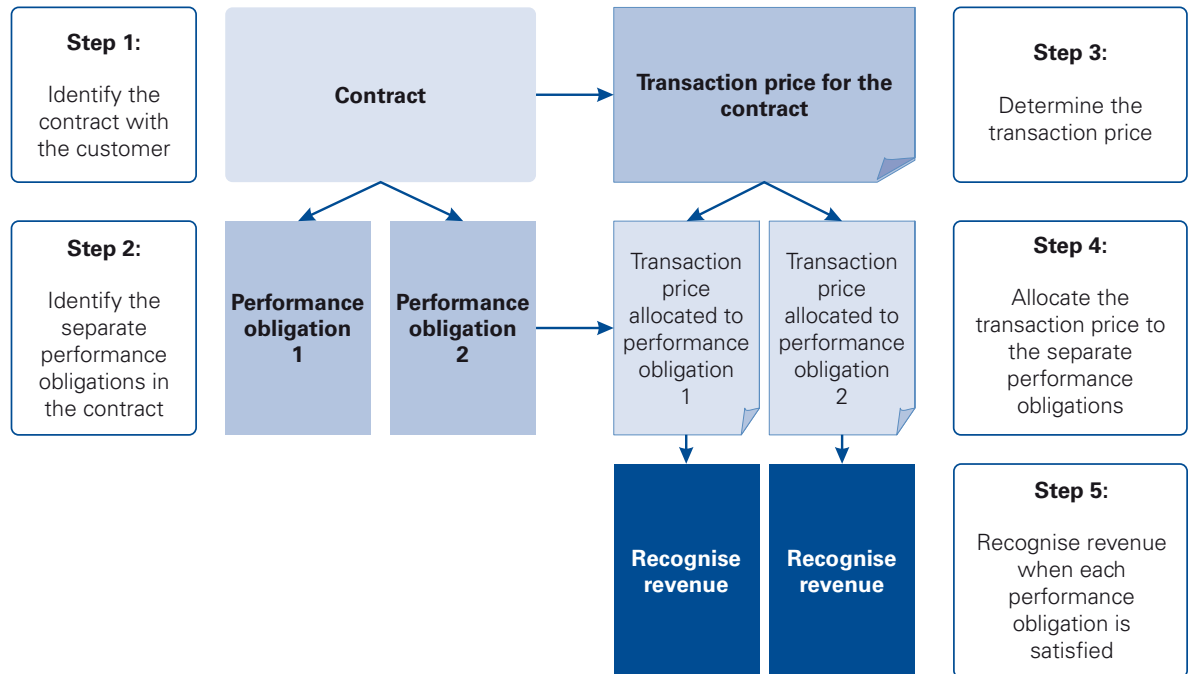 Step 1:
Identify the
contract with
the customer
Contract
Transaction price for the
contract
Step 3:
Determine the
transaction price
Step 2:
Identify the
separate
performance
obligations in
the contract
Performance
obligation
1
Performance
obligation
2
Transaction
price
allocated to
performance
obligation
1
Transaction
price
allocated to
performance
obligation
2
Step 4:
Allocate the
transaction price to
the separate
performance
obligations
Recognise
revenue
Recognise
revenue
Step 5:
Recognise revenue
when each
performance
obligation is
satisfied